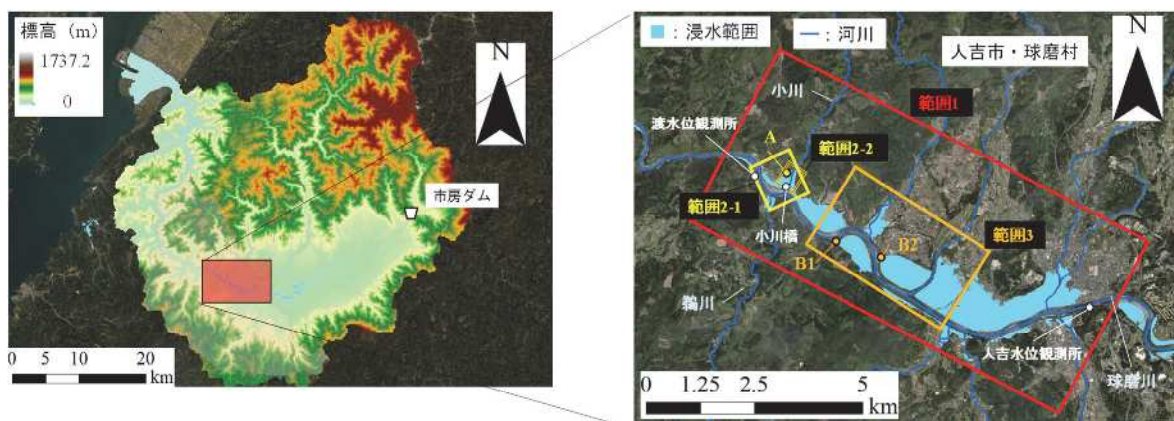 標高（m）
1737.2
0
N
市房ダム
0 5 10 20
km
：浸水範囲 ：河川
人吉市・球磨村
N
小川
範囲1
渡水位観測所
A
範囲2-2
範囲2-1
小川橋
B1
B2
範囲3
鵜川
人吉水位観測所
球磨川
0 1.25 2.5 5
km